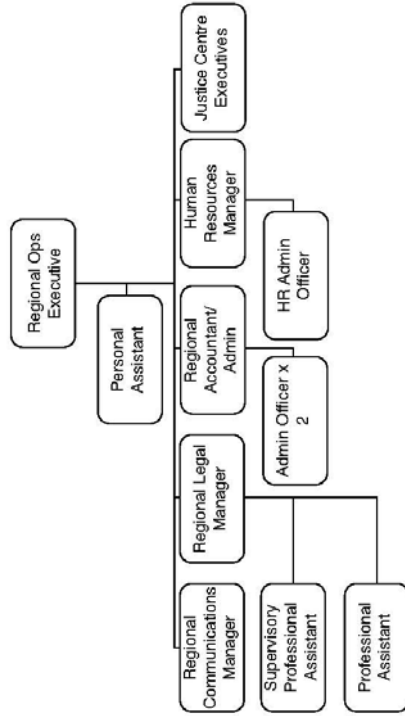 Regional Ops
Executive
Personal
Assistant
Regional
Communications
Manager
Regional Legal
Manager
Regional
Accountant/
Admin
Human
Resources
Manager
Justice Centre
Executives
Supervisory
Professional
Assistant
Admin Officer x
2
HR Admin
Officer
Professional
Assistant